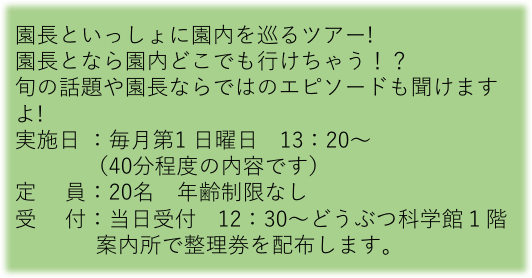 園長といっしょに園内を巡るツアー!
園長となら園内どこでも行けちゃう！？
旬の話題や園長ならではのエピソードも聞けます
よ!
実施日 ：毎月第1 日曜日　13：20～
（40分程度の内容です）
定　 員：20名　年齢制限なし
受　 付：当日受付　12：30～どうぶつ科学館１階
案内所で整理券を配布します。